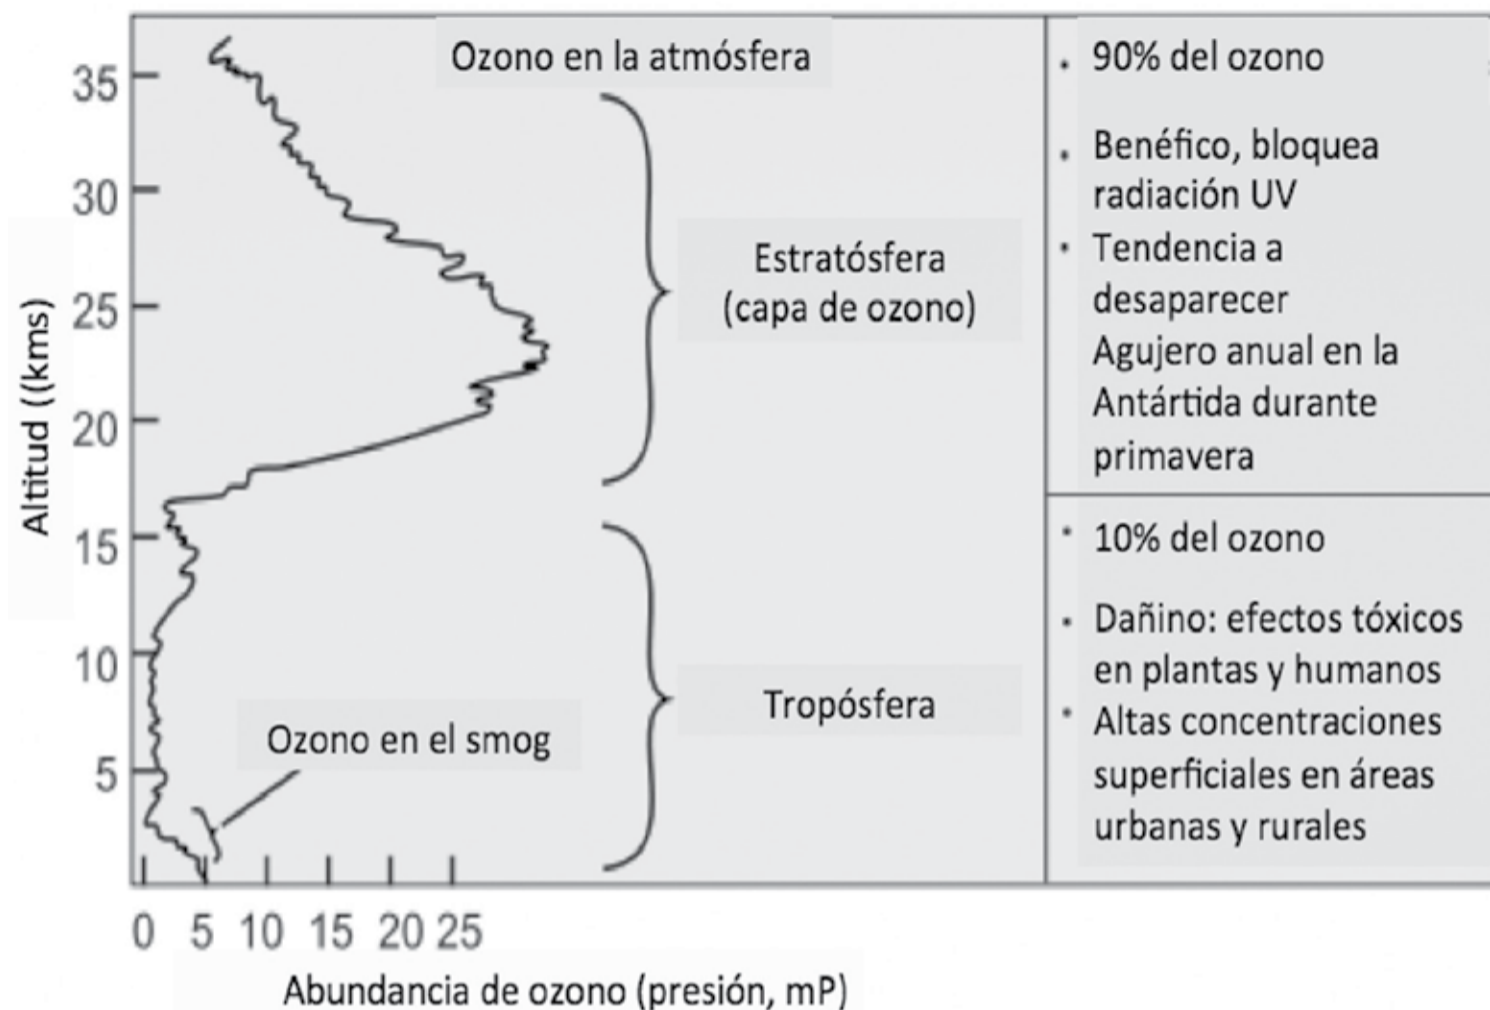 Ozono en la atmósfera
35
30
25
20
15
10
5
Altitud ((kms)
Estratósfera
(capa de ozono)
Tropósfera
Ozono en el smog
0 5 10 15 20 25
Abundancia de ozono (presión, mP)
• 90% del ozono
• Benéfico, bloquea
radiación UV
• Tendencia a
desaparecer
Agujero anual en la
Antártida durante
primavera
• 10% del ozono
• Dañino: efectos tóxicos
en plantas y humanos
• Altas concentraciones
superficiales en áreas
urbanas y rurales